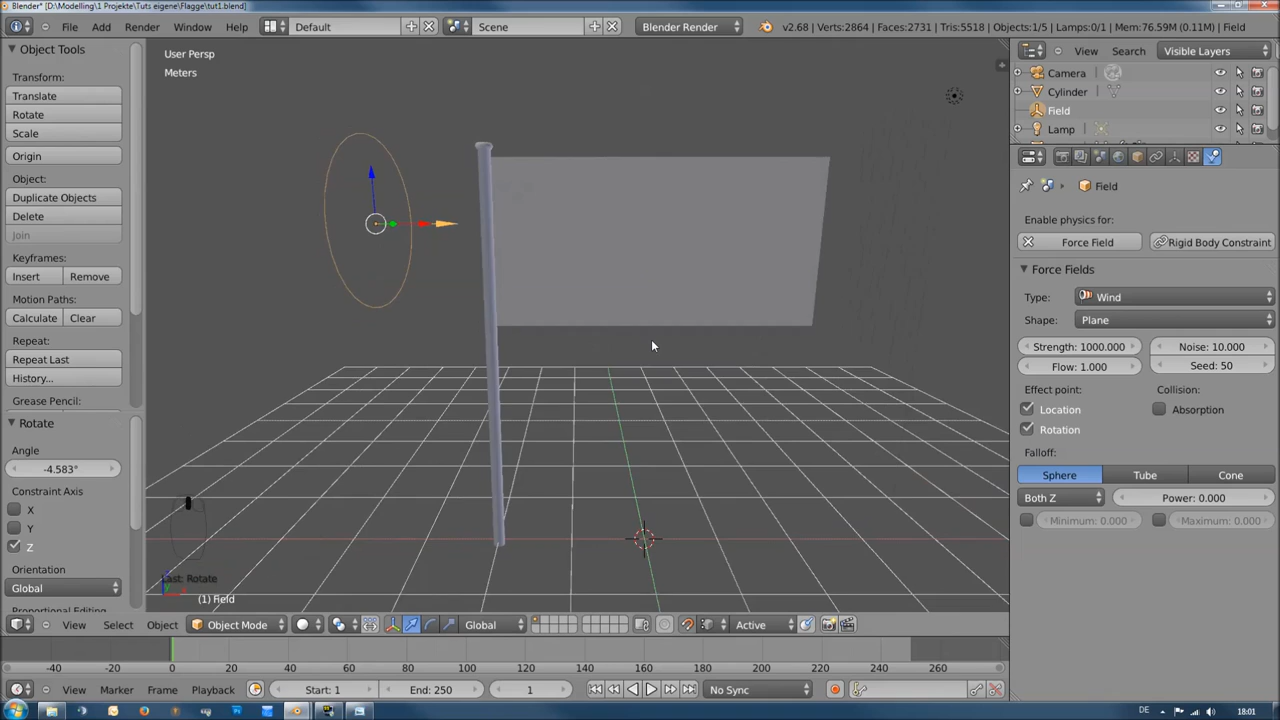 Blender* [D:\Modelling\1 Projekte\Tuts eigene\Flagge\tut1.blend]
File Add Render Window Help Default Scene Blender Render v2.68 | Verts:2864 | Faces:2731 | Tris:5518 | Objects:1/5 | Lamps:0/1 | Mem:76.59M (0.11M) | Field
Object Tools
Transform:
Translate
Rotate
Scale
Origin
Object:
Duplicate Objects
Delete
Join
Keyframes:
Insert Remove
Motion Paths:
Calculate Clear
Repeat:
Repeat Last
History...
Grease Pencil:
Rotate
Angle
-4.583°
Constraint Axis
X
Y
Z
Orientation
Global
User Persp
Meters
Last: Rotate
(1) Field
View Select Object Object Mode Global Active
View Search Visible Layers
Camera
Cylinder
Field
Lamp
Field
Enable physics for:
Force Field Rigid Body Constraint
Force Fields
Type: Wind
Shape: Plane
Strength: 1000.000 Noise: 10.000
Flow: 1.000 Seed: 50
Effect point: Collision:
Location Absorption
Rotation
Falloff:
Sphere Tube Cone
Both Z Power: 0.000
Minimum: 0.000 Maximum: 0.000
-40 -20 0 20 40 60 80 100 120 140 160 180 200 220 240 260
View Marker Frame Playback Start: 1 End: 250 1 No Sync
DE 18:01